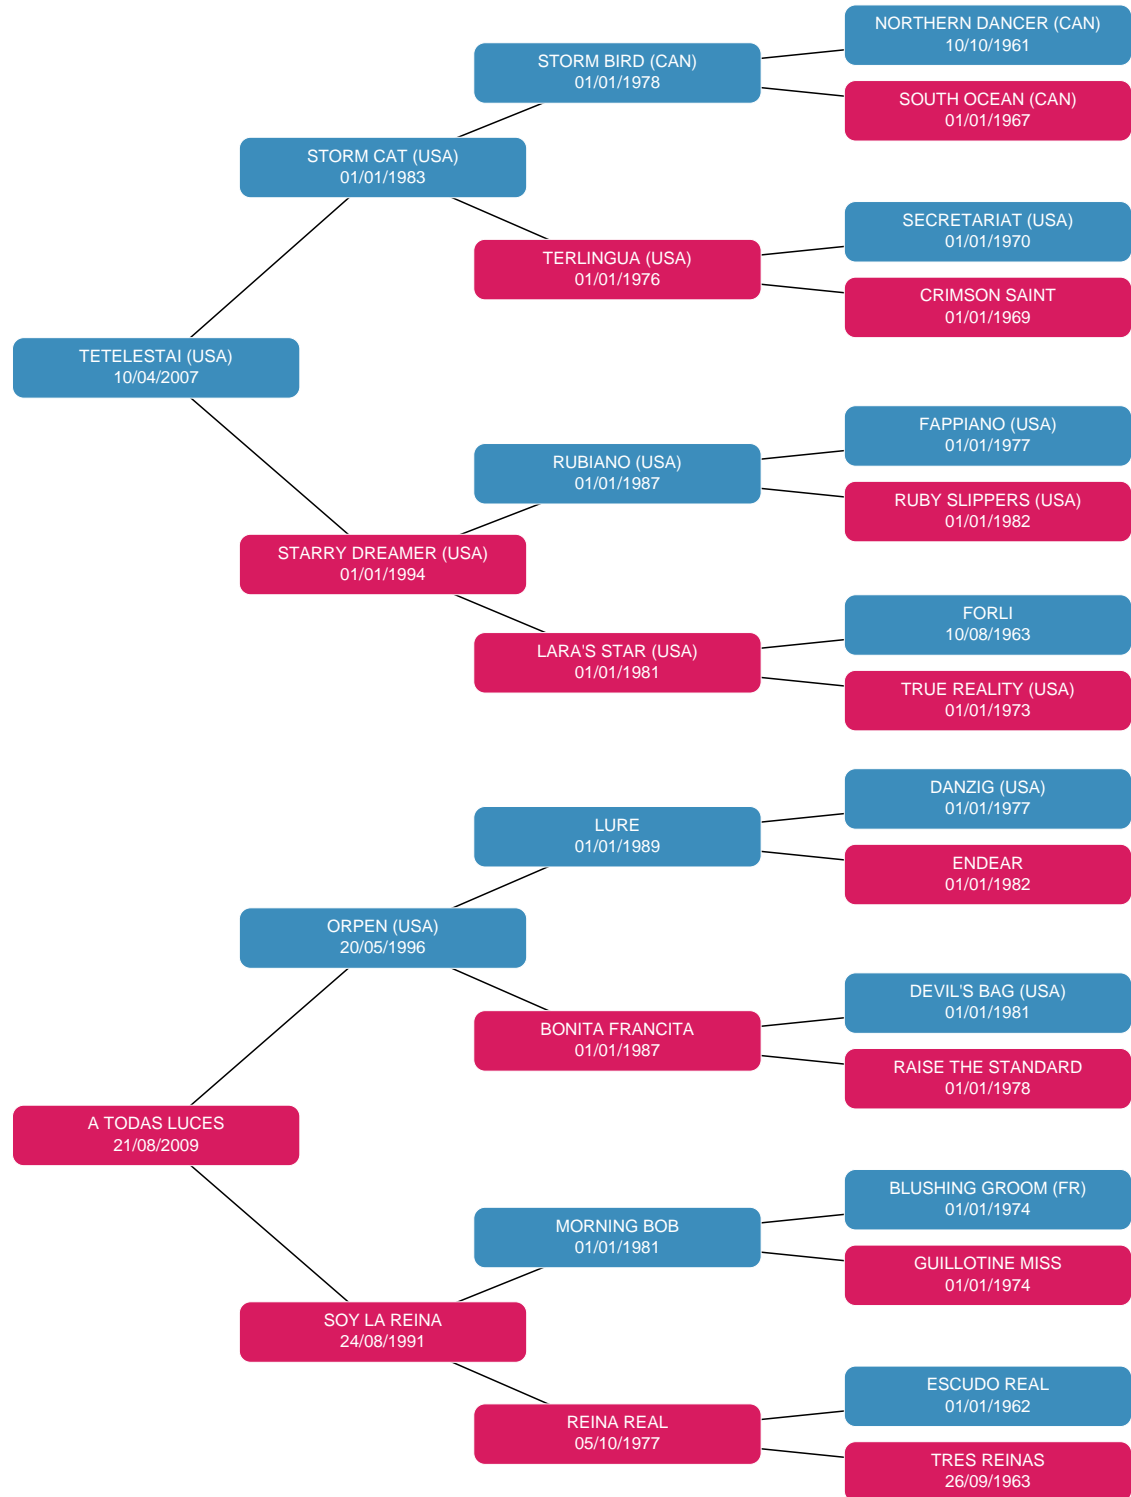 NORTHERN DANCER (CAN)
10/10/1961
STORM BIRD (CAN)
01/01/1978
SOUTH OCEAN (CAN)
01/01/1967
STORM CAT (USA)
01/01/1983
SECRETARIAT (USA)
01/01/1970
TERLINGUA (USA)
01/01/1976
CRIMSON SAINT
01/01/1969
TETELESTAI (USA)
10/04/2007
FAPPIANO (USA)
01/01/1977
RUBIANO (USA)
01/01/1987
RUBY SLIPPERS (USA)
01/01/1982
STARRY DREAMER (USA)
01/01/1994
FORLI
10/08/1963
LARA'S STAR (USA)
01/01/1981
TRUE REALITY (USA)
01/01/1973
DANZIG (USA)
01/01/1977
LURE
01/01/1989
ENDEAR
01/01/1982
ORPEN (USA)
20/05/1996
DEVIL'S BAG (USA)
01/01/1981
BONITA FRANCITA
01/01/1987
RAISE THE STANDARD
01/01/1978
A TODAS LUCES
21/08/2009
BLUSHING GROOM (FR)
01/01/1974
MORNING BOB
01/01/1981
GUILLOTINE MISS
01/01/1974
SOY LA REINA
24/08/1991
ESCUDO REAL
01/01/1962
REINA REAL
05/10/1977
TRES REINAS
26/09/1963